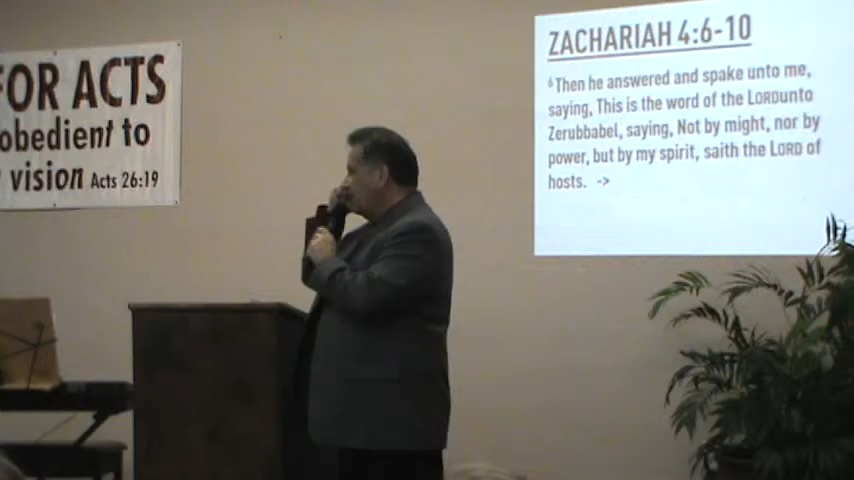 FOR ACTS
obedient to
vision Acts 26:19
ZACHARIAH 4:6-10
6 Then he answered and spake unto me,
saying, This is the word of the LORDunto
Zerubbabel, saying, Not by might, nor by
power, but by my spirit, saith the LORD of
hosts. ->